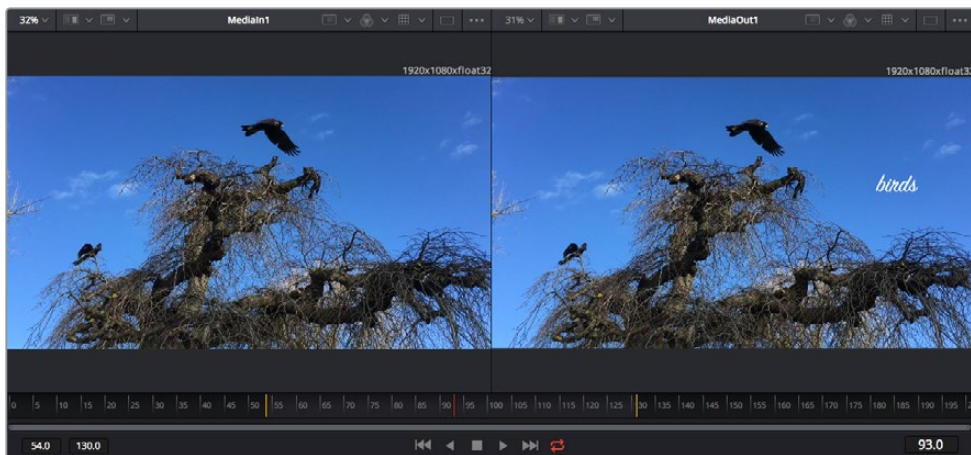 32% MediaIn1 31% MediaOut1
1920x1080xfloat32 1920x1080xfloat32
birds
0 5 10 15 20 25 30 35 40 45 50 55 60 65 70 75 80 85 90 95 100 105 110 115 120 125 130 135 140 145 150 155 160 165 170 175 180 185 190 195
54.0 130.0 93.0